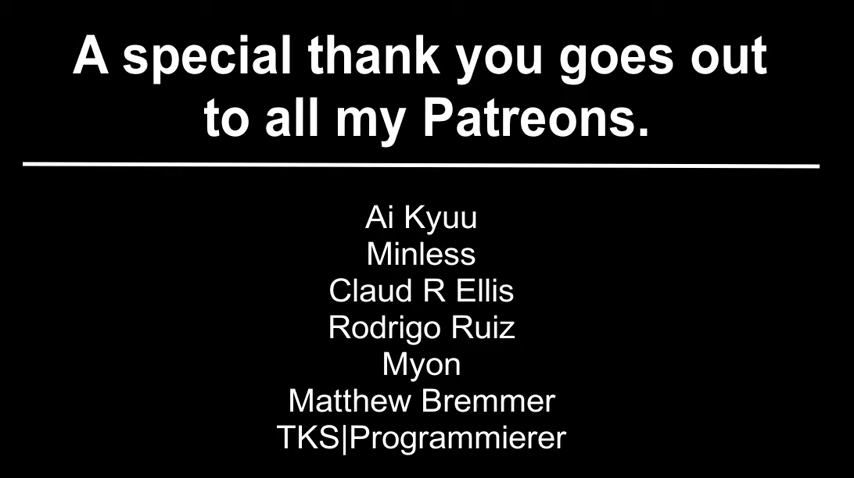 A special thank you goes out
to all my Patreons.
Ai Kyuu
Minless
Claud R Ellis
Rodrigo Ruiz
Myon
Matthew Bremmer
TKS|Programmierer